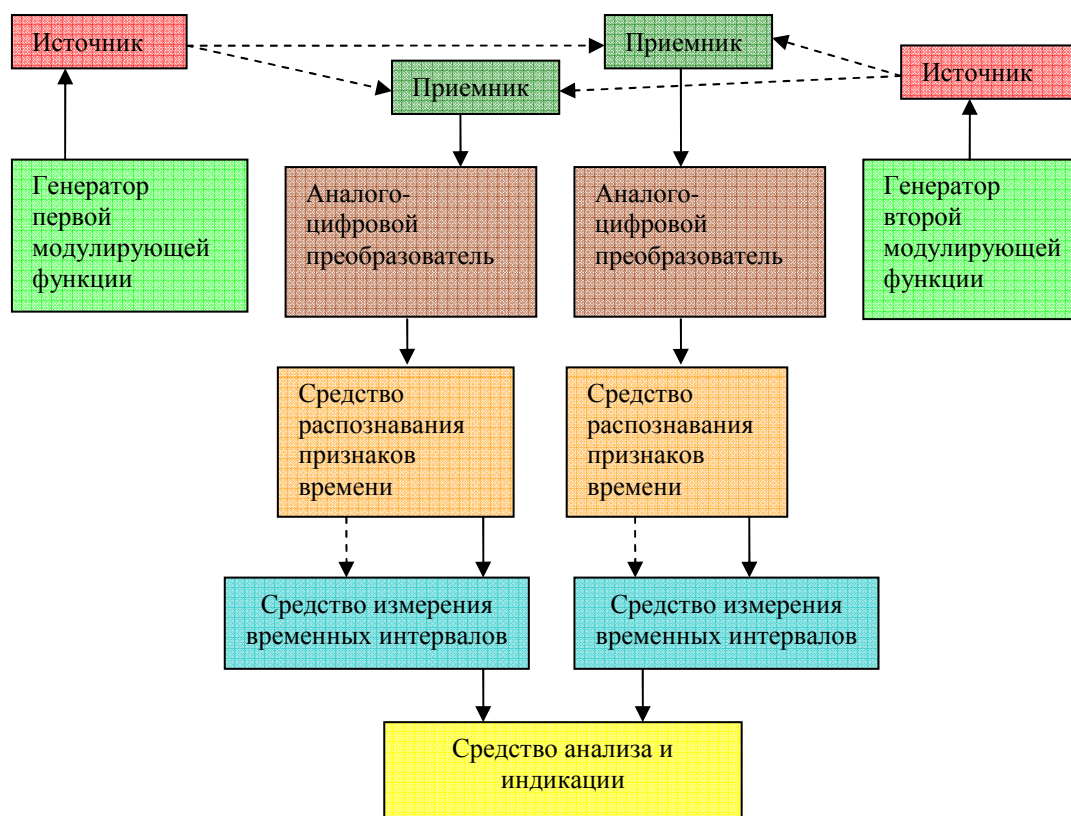 Источник
Приемник
Приемник
Источник
Генератор
первой
модулирующей
функции
Аналого-
цифровой
преобразователь
Аналого-
цифровой
преобразователь
Генератор
второй
модулирующей
функции
Средство
распознавания
признаков
времени
Средство
распознавания
признаков
времени
Средство измерения
временных интервалов
Средство измерения
временных интервалов
Средство анализа и
индикации